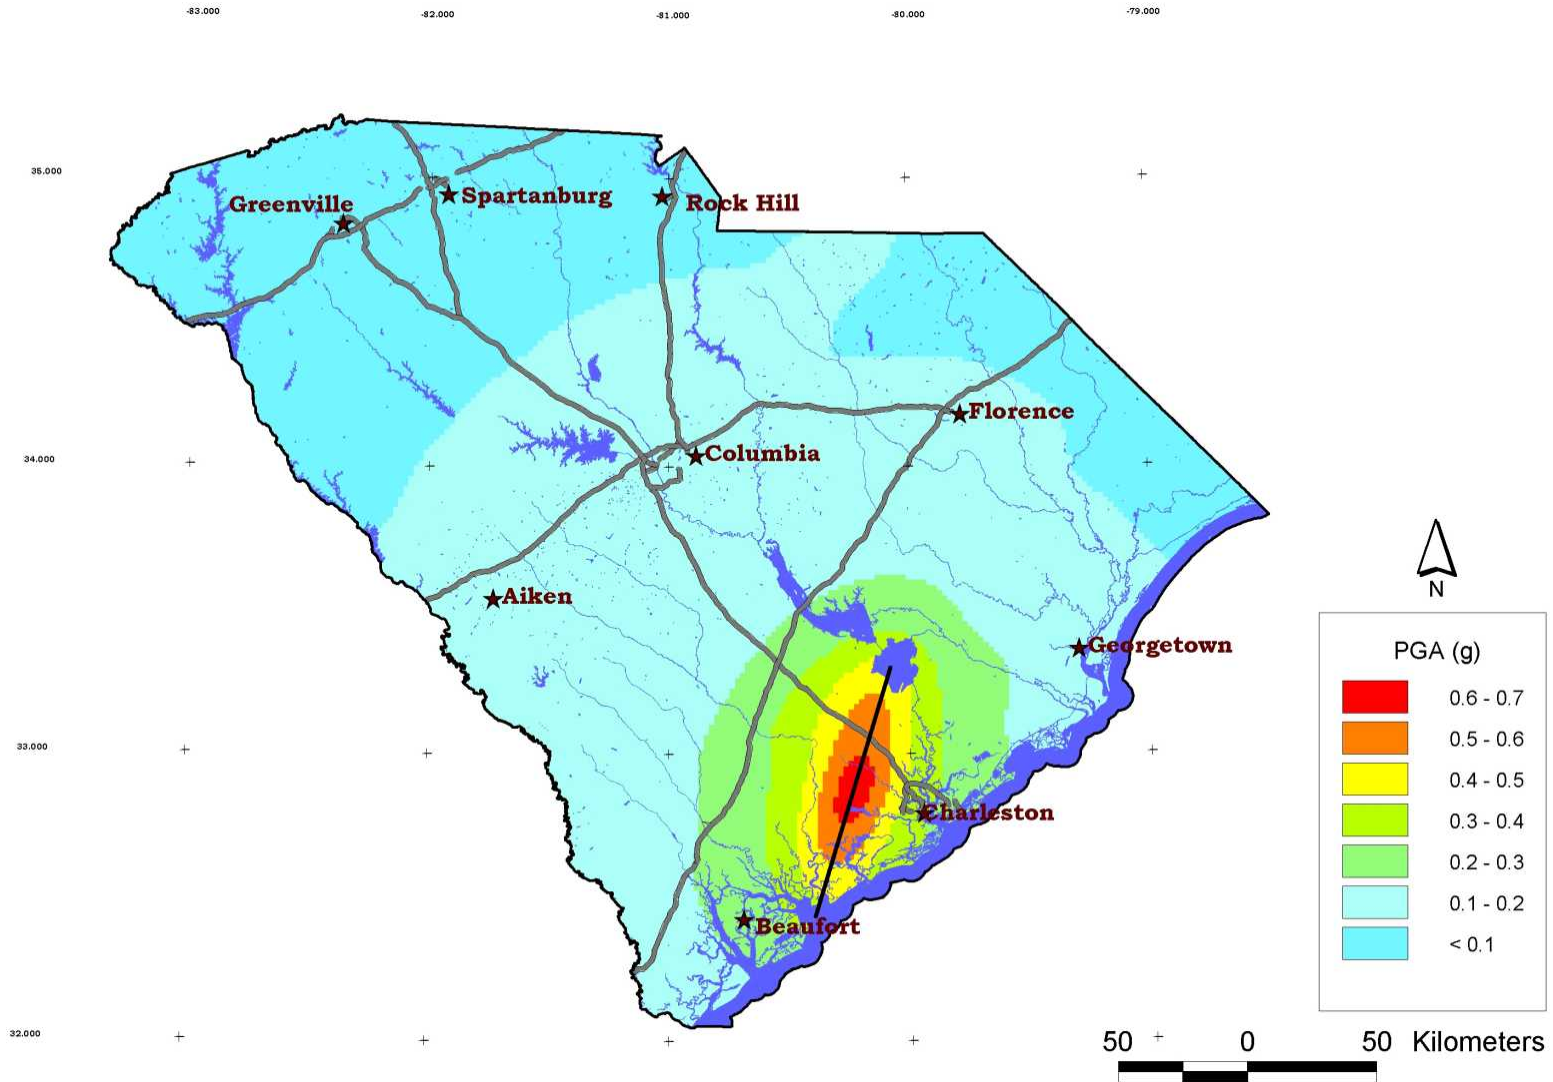 -83.000
-82.000
-81.000
-80.000
-79.000
35.000
Greenville
Spartanburg
Rock Hill
Florence
34.000
Columbia
Aiken
N
Georgetown
PGA (g)
0.6 - 0.7
0.5 - 0.6
0.4 - 0.5
0.3 - 0.4
0.2 - 0.3
0.1 - 0.2
< 0.1
33.000
Charleston
Beaufort
32.000
50 0 50 Kilometers